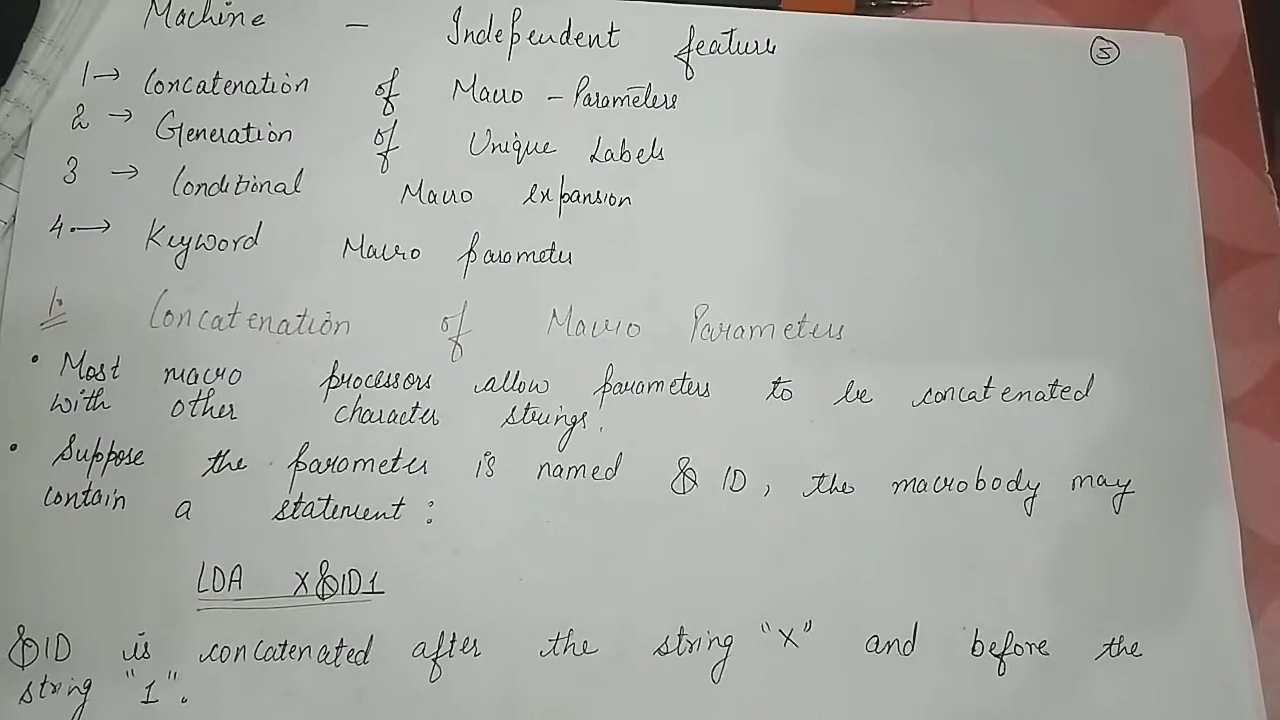 Machine - Independent feature
5
1→ Concatenation of Macro - Parameters
2 → Generation of Unique Labels
3 → Conditional Macro expansion
4.→ Keyword Macro parameter
1. Concatenation of Macro Parameters
• Most macro processors allow parameters to be concatenated
with other character strings.
• Suppose the parameter is named &ID, the macrobody may
contain a statement :
LDA X&ID1
&ID is concatenated after the string "X" and before the
string "1".